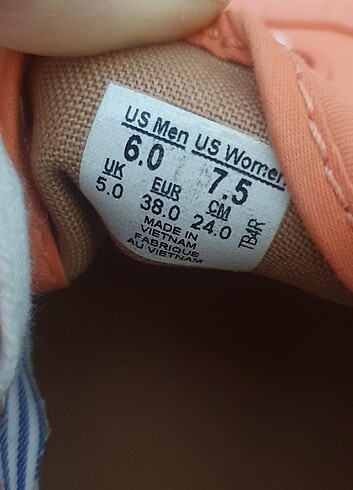 US Men US Women
6.0 7.5
UK EUR CM
5.0 38.0 24.0
MADE IN
VIETNAM
FABRIQUE
AU VIETNAM
TB4R